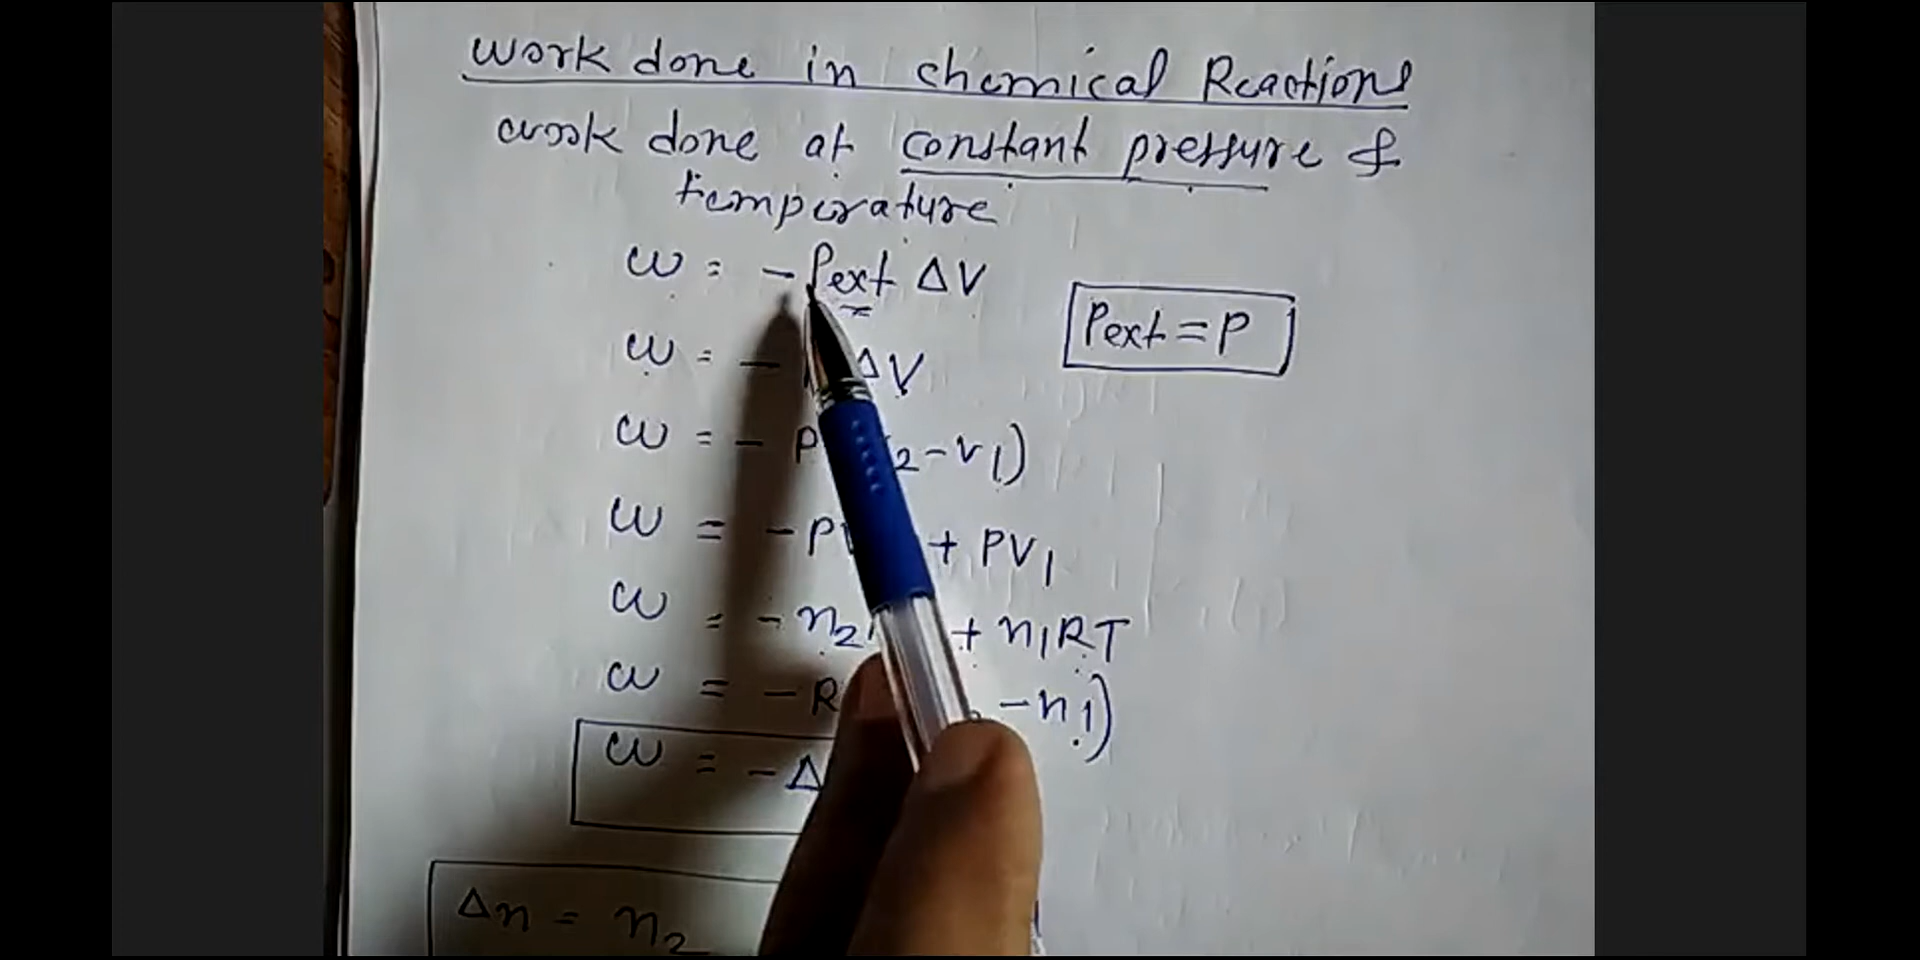 work done in chemical Reactions
work done at constant pressure &
temperature
w = - Pext ΔV
Pext = P
w = - ΔV
w = - P 2 - V1)
w = - PV + PV1
w = - n2 + n1RT
w = - R - n1)
w = - Δ
Δn = n2